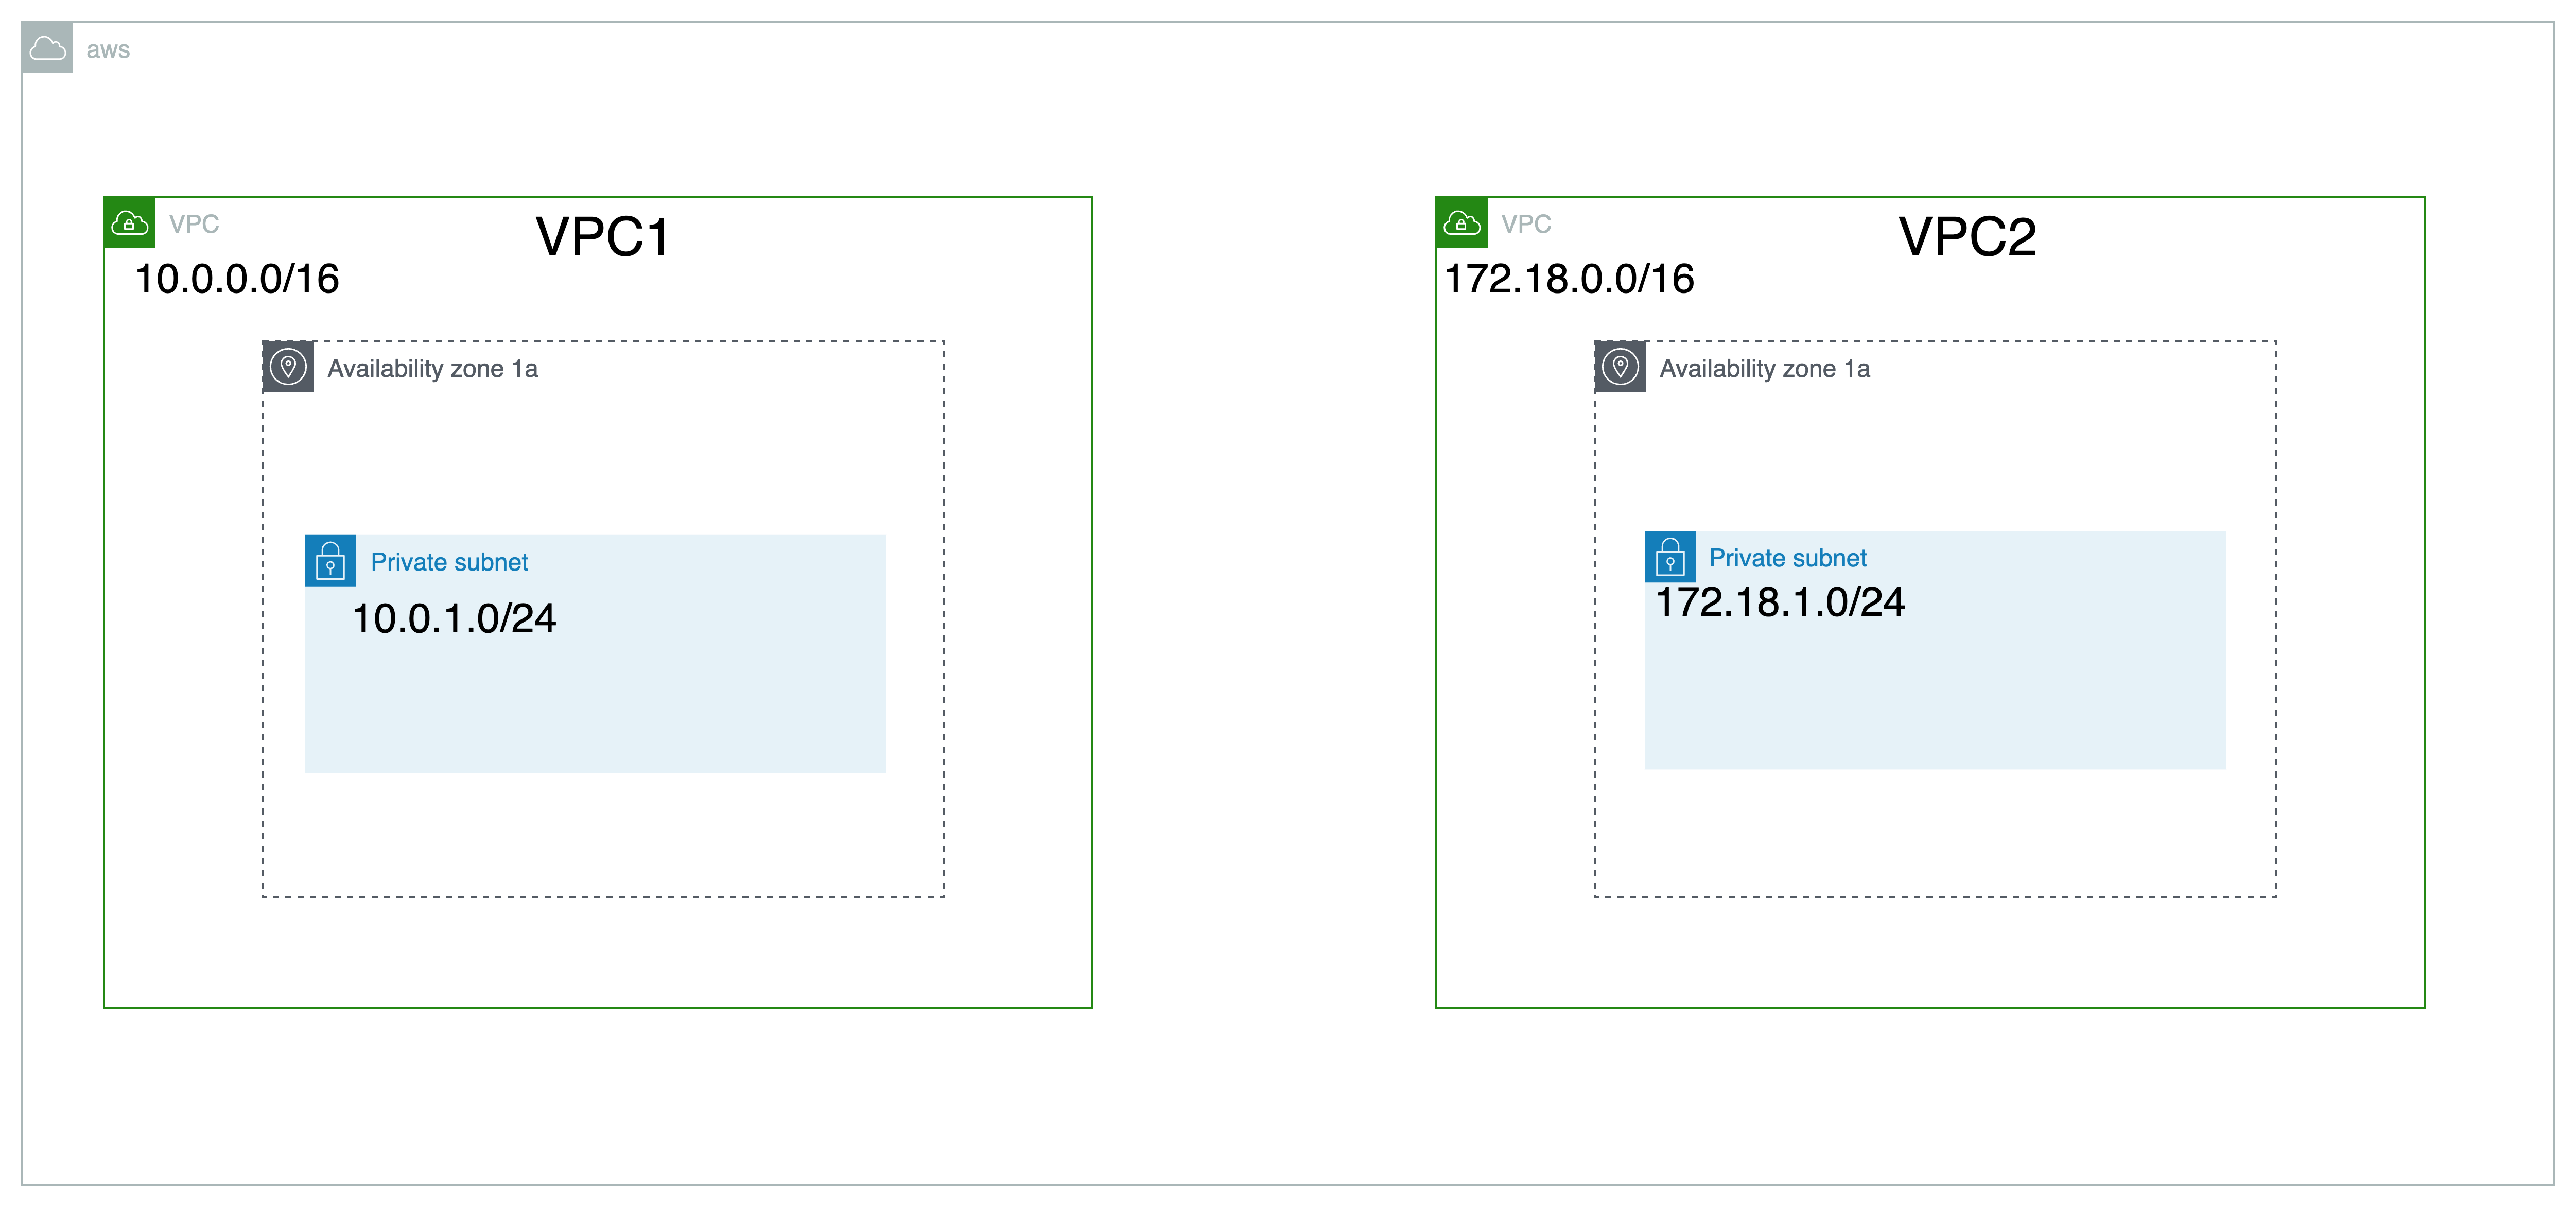 aws
VPC
VPC1
10.0.0.0/16
Availability zone 1a
Private subnet
10.0.1.0/24
VPC
VPC2
172.18.0.0/16
Availability zone 1a
Private subnet
172.18.1.0/24